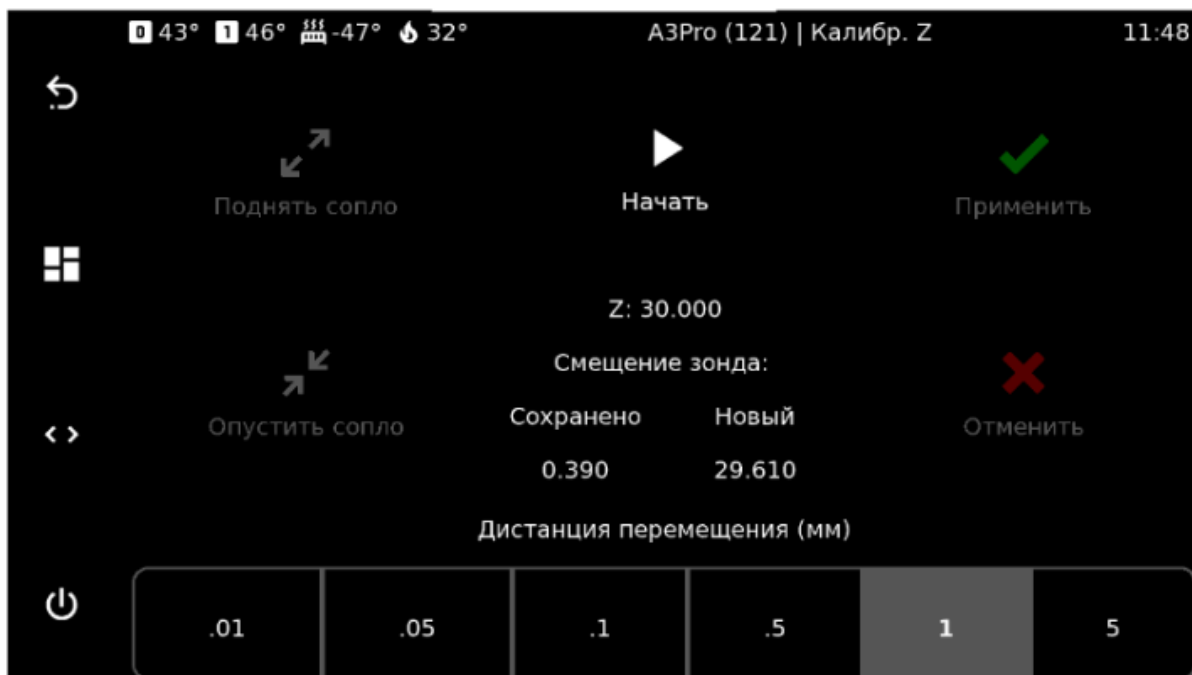 0 43° 1 46° -47° 32° A3Pro (121) | Калибр. Z 11:48
Поднять сопло Начать Применить
Z: 30.000
Смещение зонда:
Опустить сопло Сохранено Новый Отменить
0.390 29.610
Дистанция перемещения (мм)
.01 .05 .1 .5 1 5